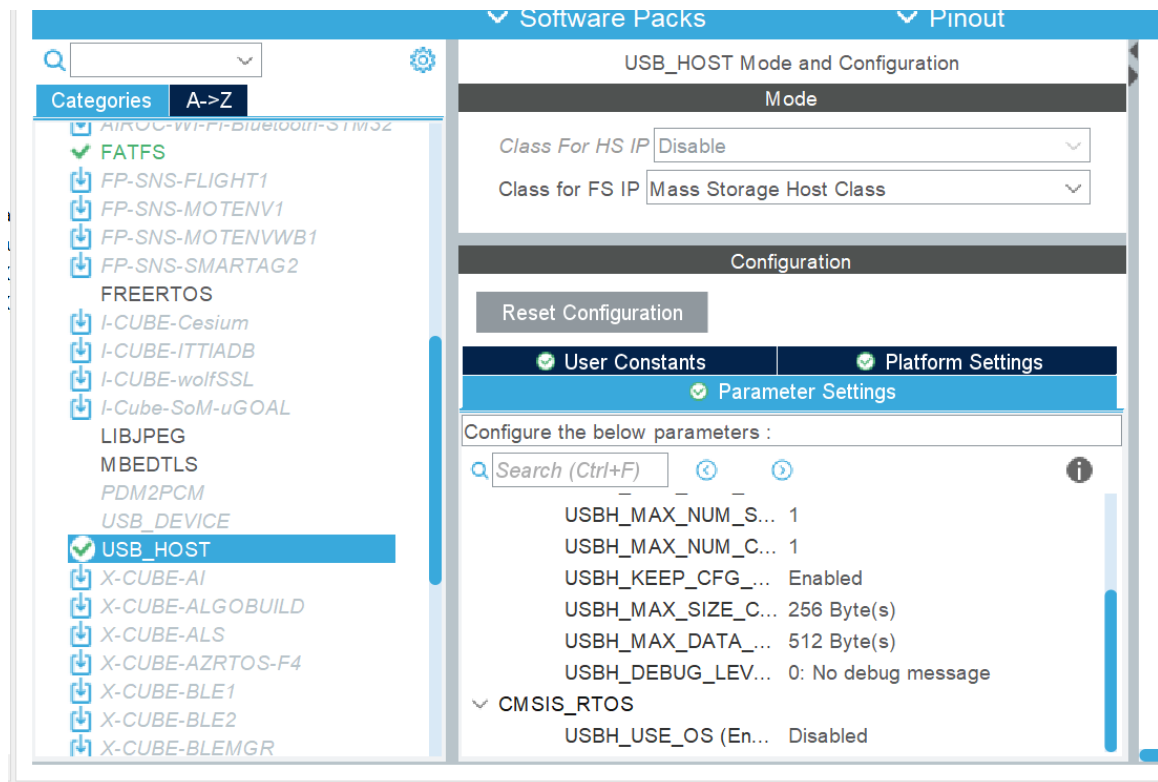 Software Packs
Pinout
Categories
A->Z
AIROC-Wi-Fi-Bluetooth-STM32
FATFS
FP-SNS-FLIGHT1
FP-SNS-MOTENV1
FP-SNS-MOTENVWB1
FP-SNS-SMARTAG2
FREERTOS
I-CUBE-Cesium
I-CUBE-ITTIADB
I-CUBE-wolfSSL
I-Cube-SoM-uGOAL
LIBJPEG
MBEDTLS
PDM2PCM
USB_DEVICE
USB_HOST
X-CUBE-AI
X-CUBE-ALGOBUILD
X-CUBE-ALS
X-CUBE-AZRTOS-F4
X-CUBE-BLE1
X-CUBE-BLE2
X-CUBE-BLEMGR
USB_HOST Mode and Configuration
Mode
Class For HS IP Disable
Class for FS IP Mass Storage Host Class
Configuration
Reset Configuration
User Constants
Platform Settings
Parameter Settings
Configure the below parameters :
Search (Ctrl+F)
USBH_MAX_NUM_S... 1
USBH_MAX_NUM_C... 1
USBH_KEEP_CFG_... Enabled
USBH_MAX_SIZE_C... 256 Byte(s)
USBH_MAX_DATA_... 512 Byte(s)
USBH_DEBUG_LEV... 0: No debug message
CMSIS_RTOS
USBH_USE_OS (En... Disabled